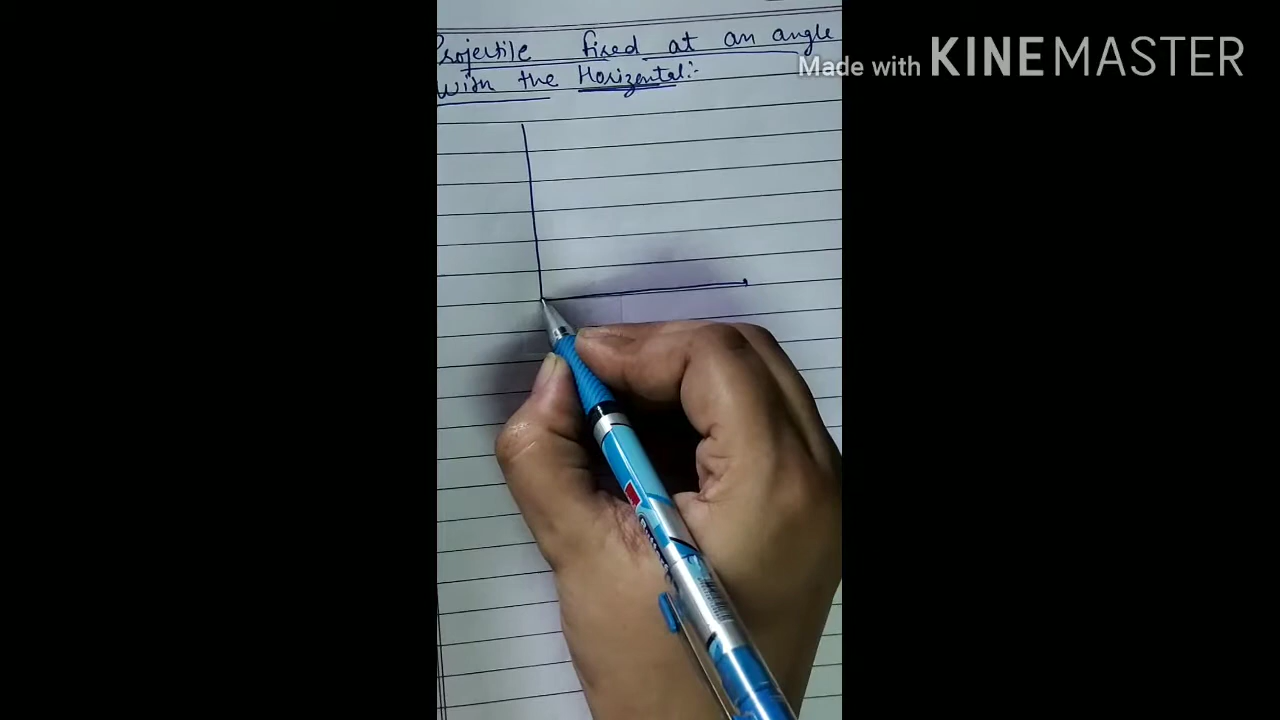 Projectile fired at an angle
with the Horizontal:-
Made with KINEMASTER